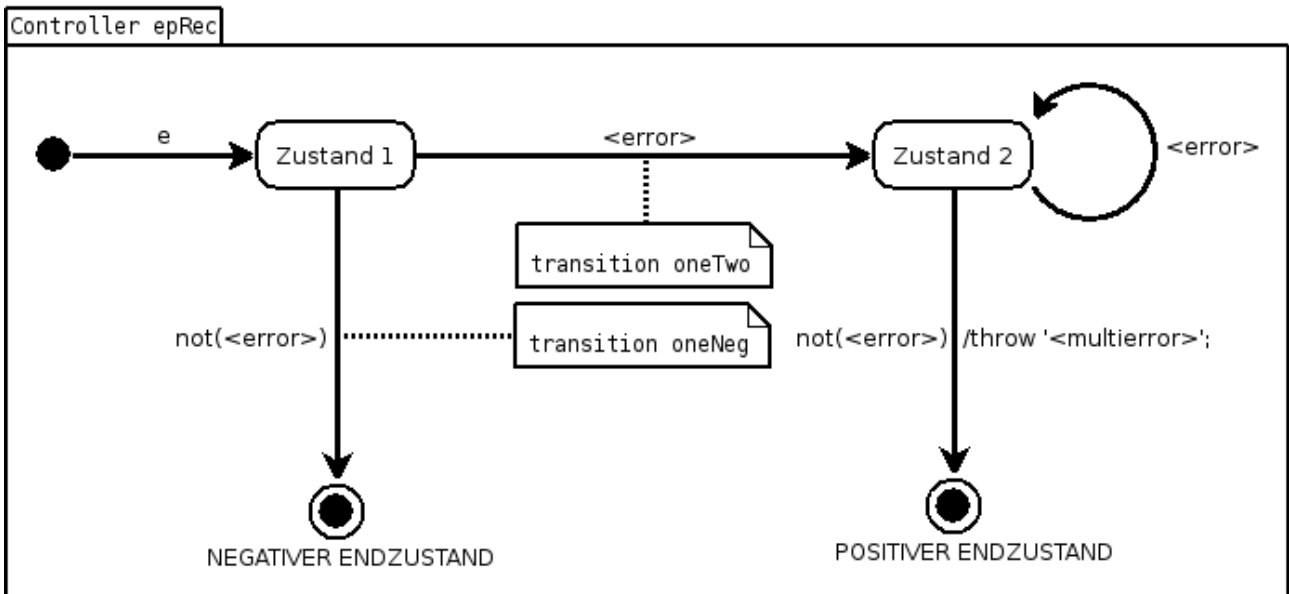 Controller epRec
e
Zustand 1
<error>
Zustand 2
<error>
transition oneTwo
not(<error>)
transition oneNeg
not(<error>) /throw '<multierror>';
NEGATIVER ENDZUSTAND
POSITIVER ENDZUSTAND